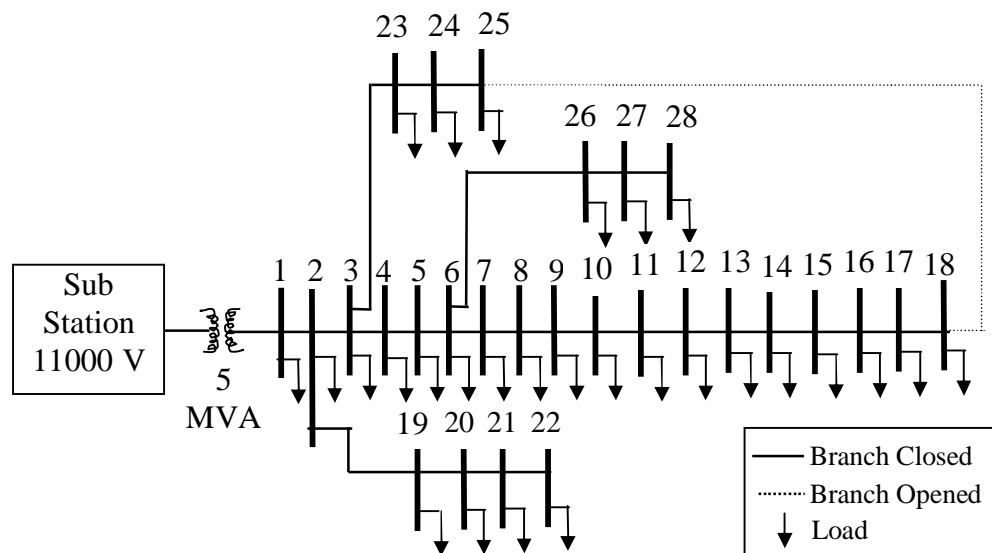 23 24 25
26 27 28
1 2 3 4 5 6 7 8 9 10 11 12 13 14 15 16 17 18
Sub
Station
11000 V
5
MVA
19 20 21 22
Branch Closed
Branch Opened
Load